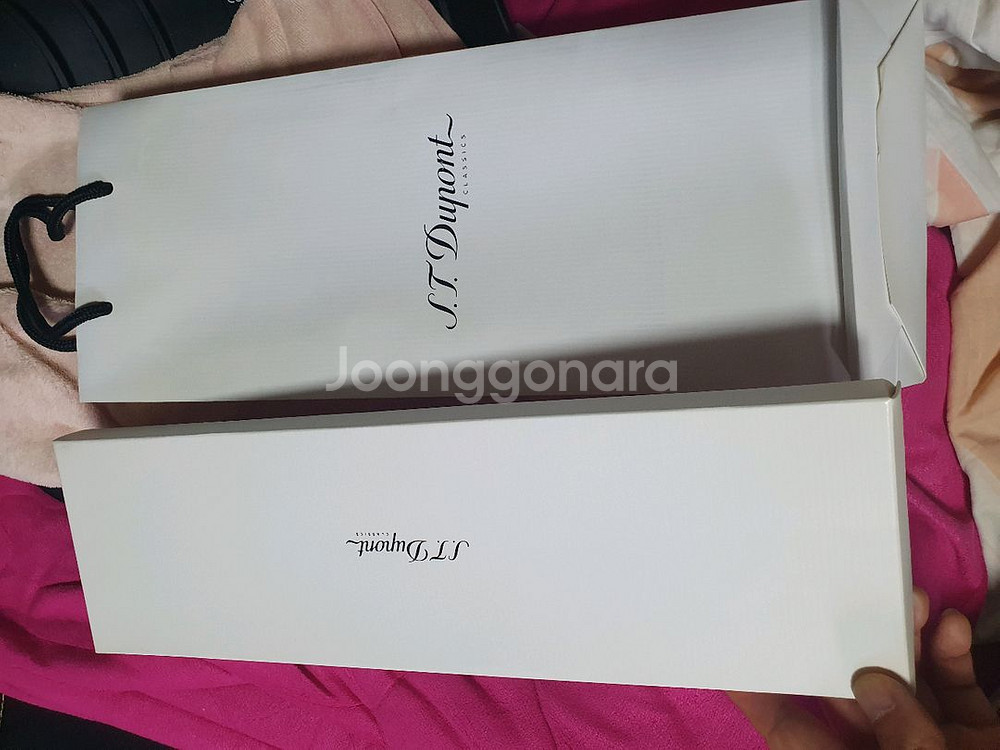 S.T. Dupont
CLASSICS
Joonggonara
S.T. Dupont
CLASSICS